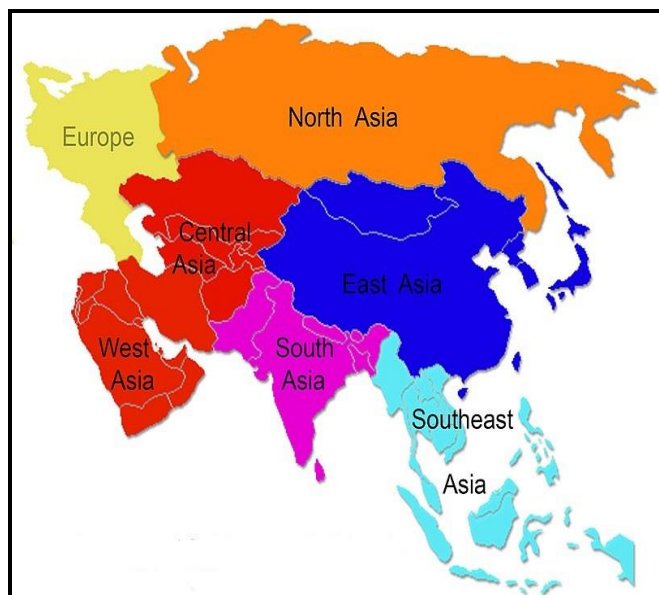 North Asia
Europe
Central
Asia
East Asia
West
Asia
South
Asia
Southeast
Asia